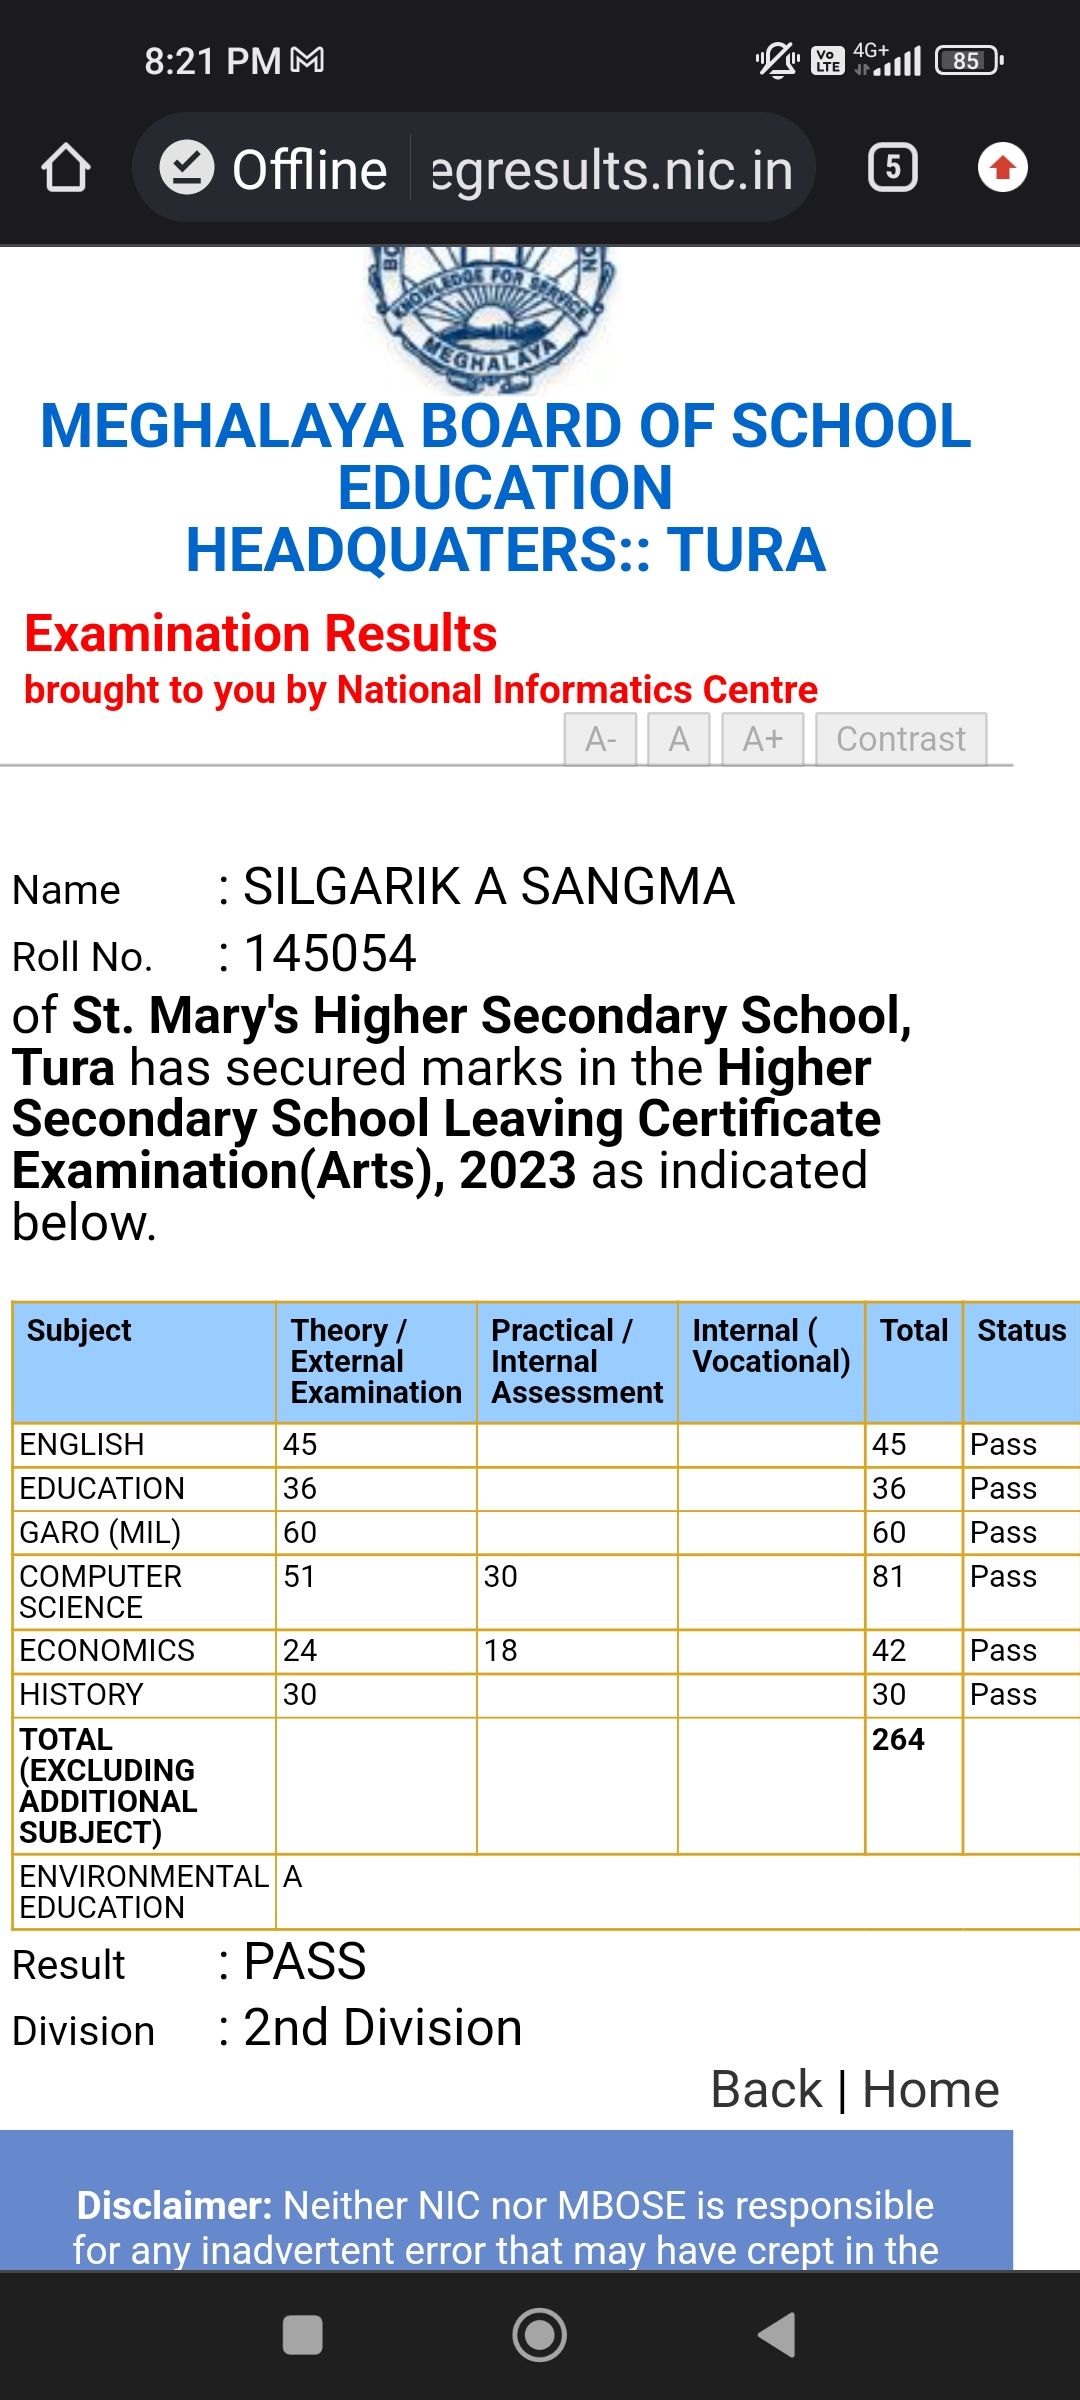 8:21 PM
Vo LTE 4G+ 85
Offline egresults.nic.in 5
KNOWLEDGE FOR SERVICE
MEGHALAYA
MEGHALAYA BOARD OF SCHOOL
EDUCATION
HEADQUATERS:: TURA
Examination Results
brought to you by National Informatics Centre
A- A A+ Contrast
Name : SILGARIK A SANGMA
Roll No. : 145054
of St. Mary's Higher Secondary School,
Tura has secured marks in the Higher
Secondary School Leaving Certificate
Examination(Arts), 2023 as indicated
below.
Subject Theory / External Examination Practical / Internal Assessment Internal ( Vocational) Total Status
ENGLISH 45 45 Pass
EDUCATION 36 36 Pass
GARO (MIL) 60 60 Pass
COMPUTER SCIENCE 51 30 81 Pass
ECONOMICS 24 18 42 Pass
HISTORY 30 30 Pass
TOTAL (EXCLUDING ADDITIONAL SUBJECT) 264
ENVIRONMENTAL EDUCATION A
Result : PASS
Division : 2nd Division
Back | Home
Disclaimer: Neither NIC nor MBOSE is responsible
for any inadvertent error that may have crept in the